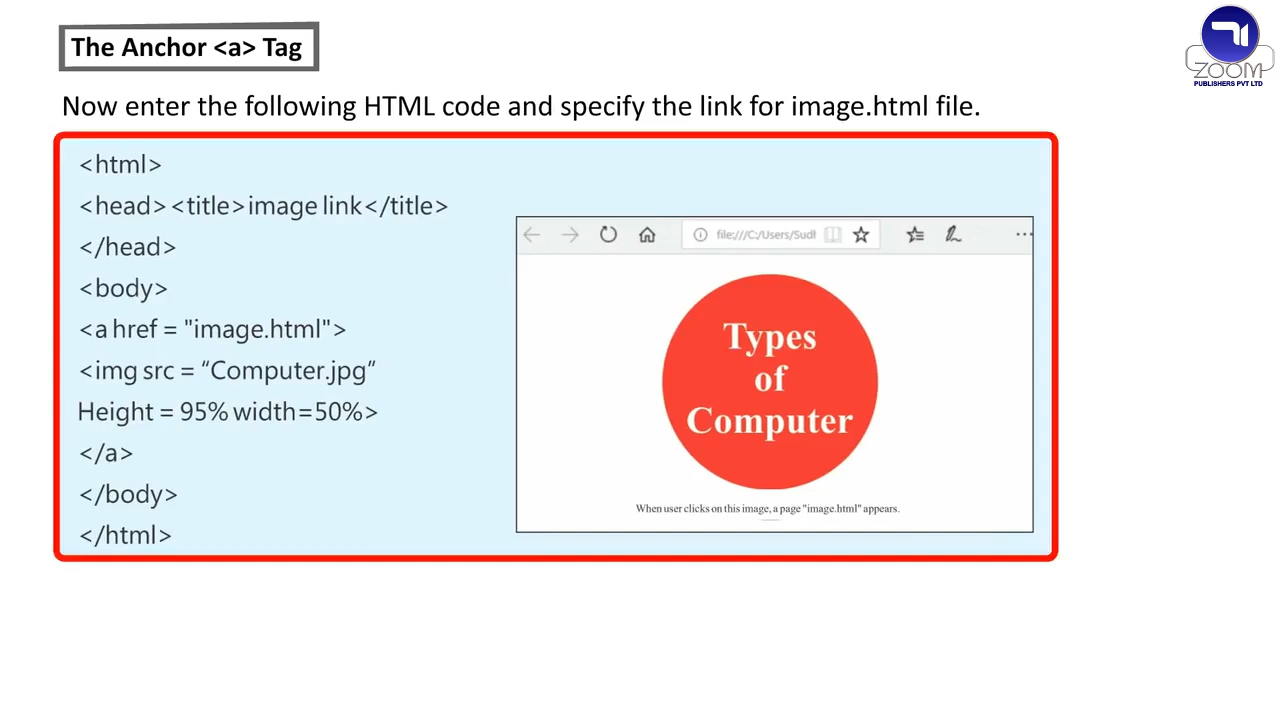 The Anchor <a> Tag
ZOOM
PUBLISHERS PVT LTD
Now enter the following HTML code and specify the link for image.html file.
<html>
<head><title>image link</title>
</head>
<body>
<a href = "image.html">
<img src = “Computer.jpg”
Height = 95% width=50%>
</a>
</body>
</html>
file:///C:/Users/Sudh
Types
of
Computer
When user clicks on this image, a page "image.html" appears.